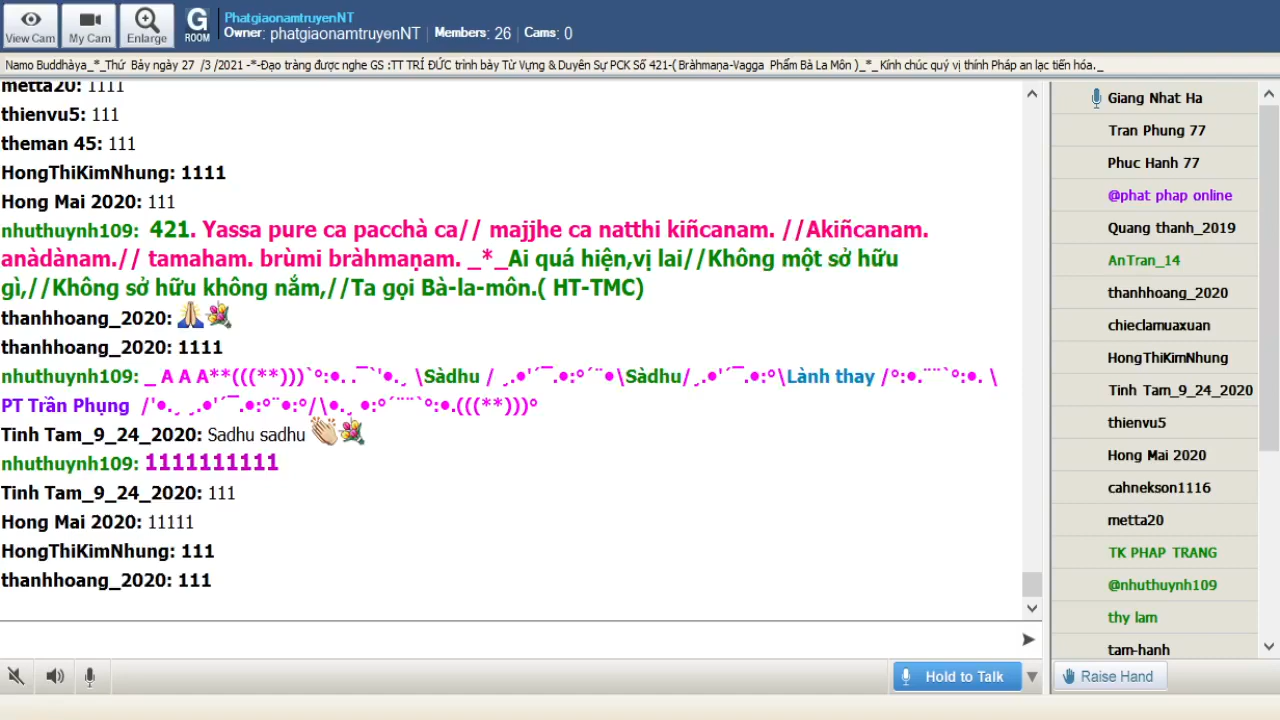 View Cam
My Cam
Enlarge
G
ROOM
PhatgiaonamtruyenNT
Owner: phatgiaonamtruyenNT | Members: 26 | Cams: 0
Namo Buddhàya_*_Thứ Bảy ngày 27 /3 /2021 -*-Đạo tràng được nghe GS :TT TRÍ ĐỨC trình bày Từ Vựng & Duyên Sự PCK Số 421-( Bràhmaṇa-Vagga Phẩm Bà La Môn )_*_ Kính chúc quý vị thính Pháp an lạc tiến hóa._
metta20: 1111
thienvu5: 111
theman 45: 111
HongThiKimNhung: 1111
Hong Mai 2020: 111
nhuthuynh109: 421. Yassa pure ca pacchà ca// majjhe ca natthi kiñcanam. //Akiñcanam.
anàdànam.// tamaham. brùmi bràhmaṇam. _*_Ai quá hiện,vị lai//Không một sở hữu
gì,//Không sở hữu không nắm,//Ta gọi Bà-la-môn.( HT-TMC)
thanhhoang_2020: 🙏💐
thanhhoang_2020: 1111
nhuthuynh109: _ A A A**(((**)))`°:•. .¯`'•.¸ \Sàdhu / ¸.•'´¯.•:°´¨•\Sàdhu/¸.•'´¯.•:°\Lành thay /°:•.¨¨`°:•. \
PT Trần Phụng /'•.¸ ¸.•'´¯.•:°¨•:°/\•.¸ •:°´¨¨`°:•.(((**)))°
Tinh Tam_9_24_2020: Sadhu sadhu 👏💐
nhuthuynh109: 1111111111
Tinh Tam_9_24_2020: 111
Hong Mai 2020: 11111
HongThiKimNhung: 111
thanhhoang_2020: 111
Hold to Talk
Giang Nhat Ha
Tran Phung 77
Phuc Hanh 77
@phat phap online
Quang thanh_2019
AnTran_14
thanhhoang_2020
chieclamuaxuan
HongThiKimNhung
Tinh Tam_9_24_2020
thienvu5
Hong Mai 2020
cahnekson1116
metta20
TK PHAP TRANG
@nhuthuynh109
thy lam
tam-hanh
Raise Hand